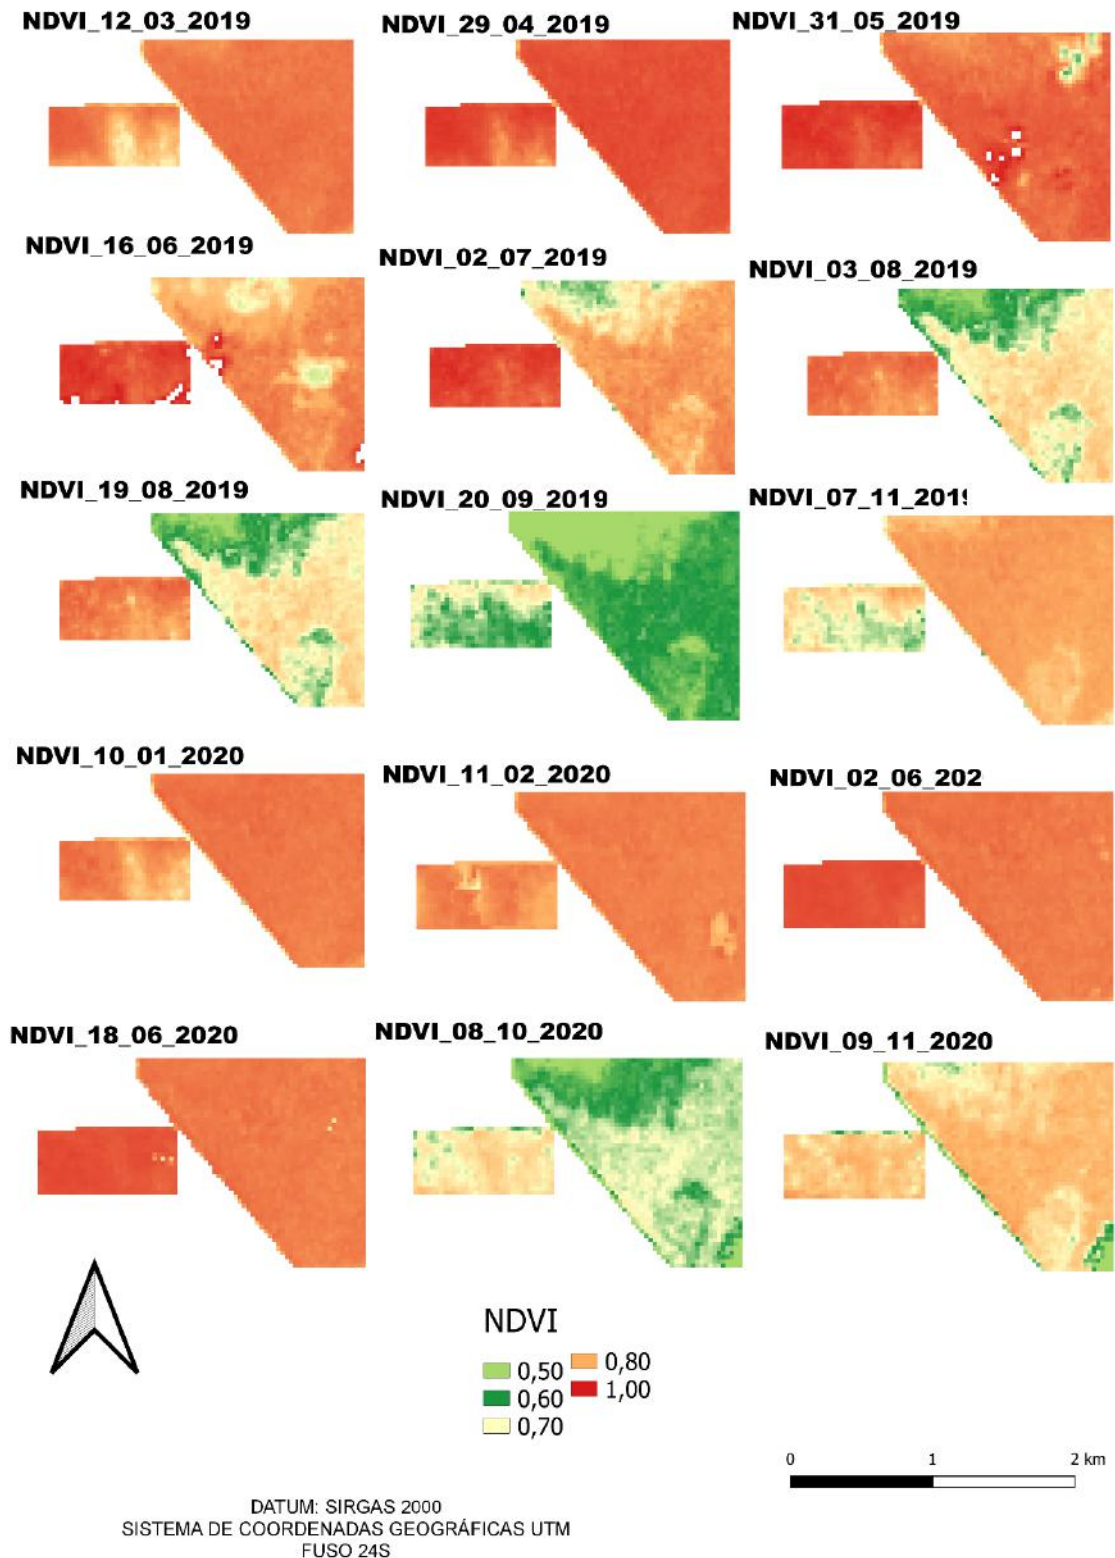 NDVI_12_03_2019
NDVI_29_04_2019
NDVI_31_05_2019
NDVI_16_06_2019
NDVI_02_07_2019
NDVI_03_08_2019
NDVI_19_08_2019
NDVI_20_09_2019
NDVI_07_11_2019
NDVI_10_01_2020
NDVI_11_02_2020
NDVI_02_06_202
NDVI_18_06_2020
NDVI_08_10_2020
NDVI_09_11_2020
NDVI
0,50
0,60
0,70
0,80
1,00
0 1 2 km
DATUM: SIRGAS 2000
SISTEMA DE COORDENADAS GEOGRÁFICAS UTM
FUSO 24S